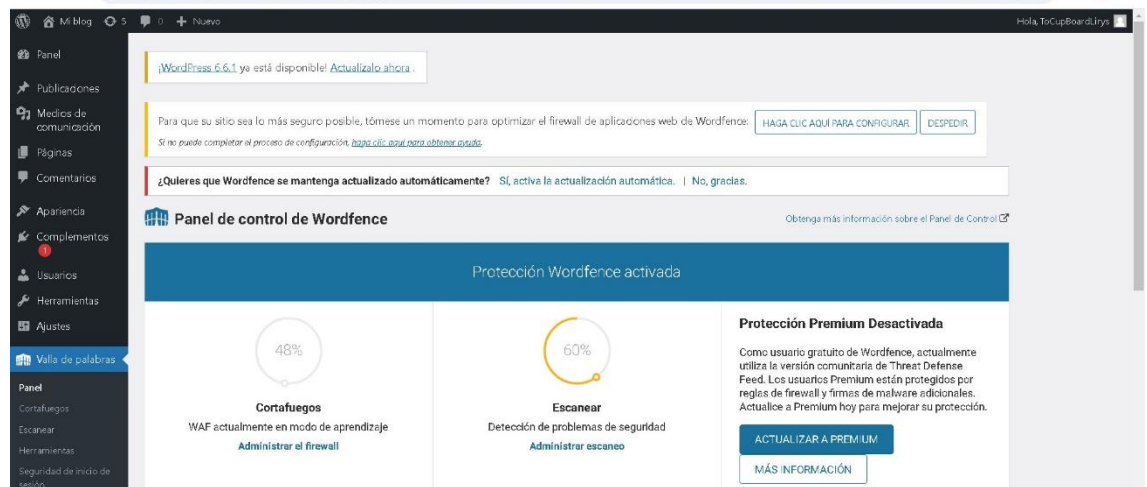 Mi blog 5 0 + Nuevo
Hola, ToCupBoardLirys
Panel
Publicaciones
Medios de
comunicación
Páginas
Comentarios
Apariencia
Complementos
1
Usuarios
Herramientas
Ajustes
Valla de palabras
Panel
Cortafuegos
Escanear
Herramientas
Seguridad de inicio de
sesión
¡WordPress 6.6.1 ya está disponible! Actualízalo ahora .
Para que su sitio sea lo más seguro posible, tómese un momento para optimizar el firewall de aplicaciones web de Wordfence:
HAGA CLIC AQUÍ PARA CONFIGURAR
DESPEDIR
Si no puede completar el proceso de configuración, haga clic aquí para obtener ayuda.
¿Quieres que Wordfence se mantenga actualizado automáticamente? Sí, activa la actualización automática. | No, gracias.
Panel de control de Wordfence
Obtenga más información sobre el Panel de Control
Protección Wordfence activada
48%
Cortafuegos
WAF actualmente en modo de aprendizaje
Administrar el firewall
60%
Escanear
Detección de problemas de seguridad
Administrar escaneo
Protección Premium Desactivada
Como usuario gratuito de Wordfence, actualmente
utiliza la versión comunitaria de Threat Defense
Feed. Los usuarios Premium están protegidos por
reglas de firewall y firmas de malware adicionales.
Actualice a Premium hoy para mejorar su protección.
ACTUALIZAR A PREMIUM
MÁS INFORMACIÓN